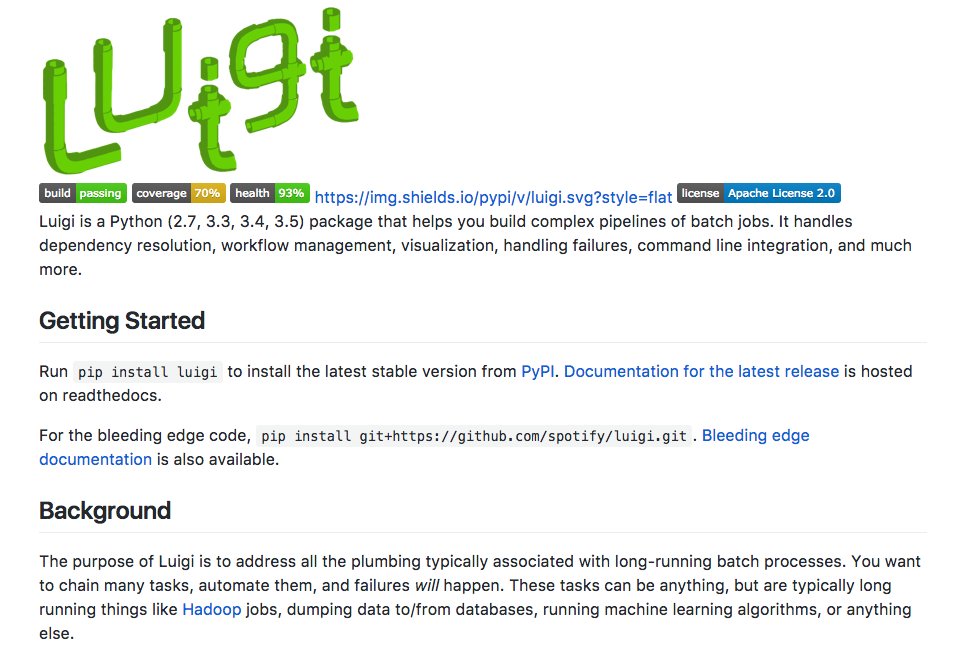 Luigi
build passing coverage 70% health 93% https://img.shields.io/pypi/v/luigi.svg?style=flat license Apache License 2.0
Luigi is a Python (2.7, 3.3, 3.4, 3.5) package that helps you build complex pipelines of batch jobs. It handles
dependency resolution, workflow management, visualization, handling failures, command line integration, and much
more.
Getting Started
Run pip install luigi to install the latest stable version from PyPI. Documentation for the latest release is hosted
on readthedocs.
For the bleeding edge code, pip install git+https://github.com/spotify/luigi.git . Bleeding edge
documentation is also available.
Background
The purpose of Luigi is to address all the plumbing typically associated with long-running batch processes. You want
to chain many tasks, automate them, and failures will happen. These tasks can be anything, but are typically long
running things like Hadoop jobs, dumping data to/from databases, running machine learning algorithms, or anything
else.